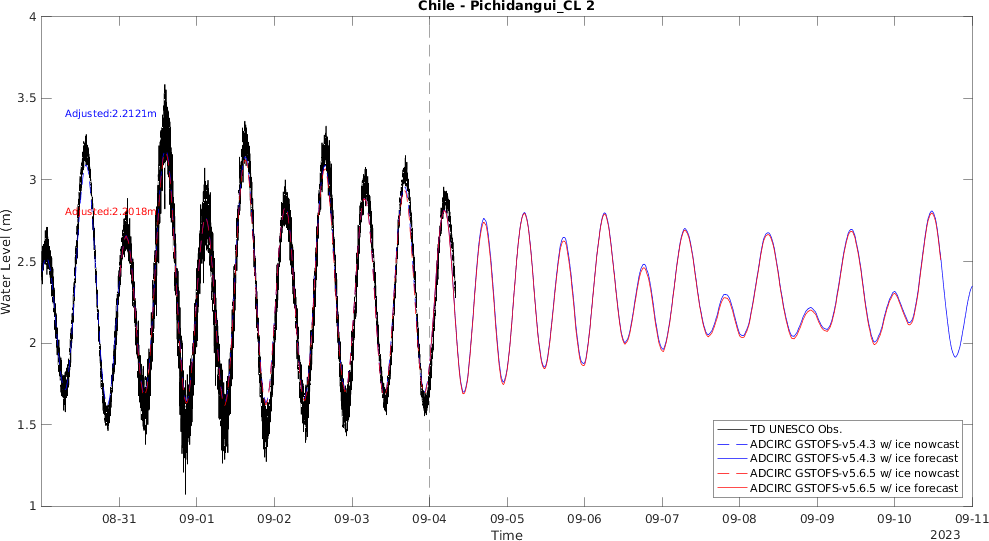 Chile - Pichidangui_CL 2
4
3.5
3
2.5
2
1.5
1
Water Level (m)
Adjusted:2.2121m
Adjusted:2.2018m
TD UNESCO Obs.
ADCIRC GSTOFS-v5.4.3 w/ ice nowcast
ADCIRC GSTOFS-v5.4.3 w/ ice forecast
ADCIRC GSTOFS-v5.6.5 w/ ice nowcast
ADCIRC GSTOFS-v5.6.5 w/ ice forecast
08-31 09-01 09-02 09-03 09-04 09-05 09-06 09-07 09-08 09-09 09-10 09-11
Time
2023